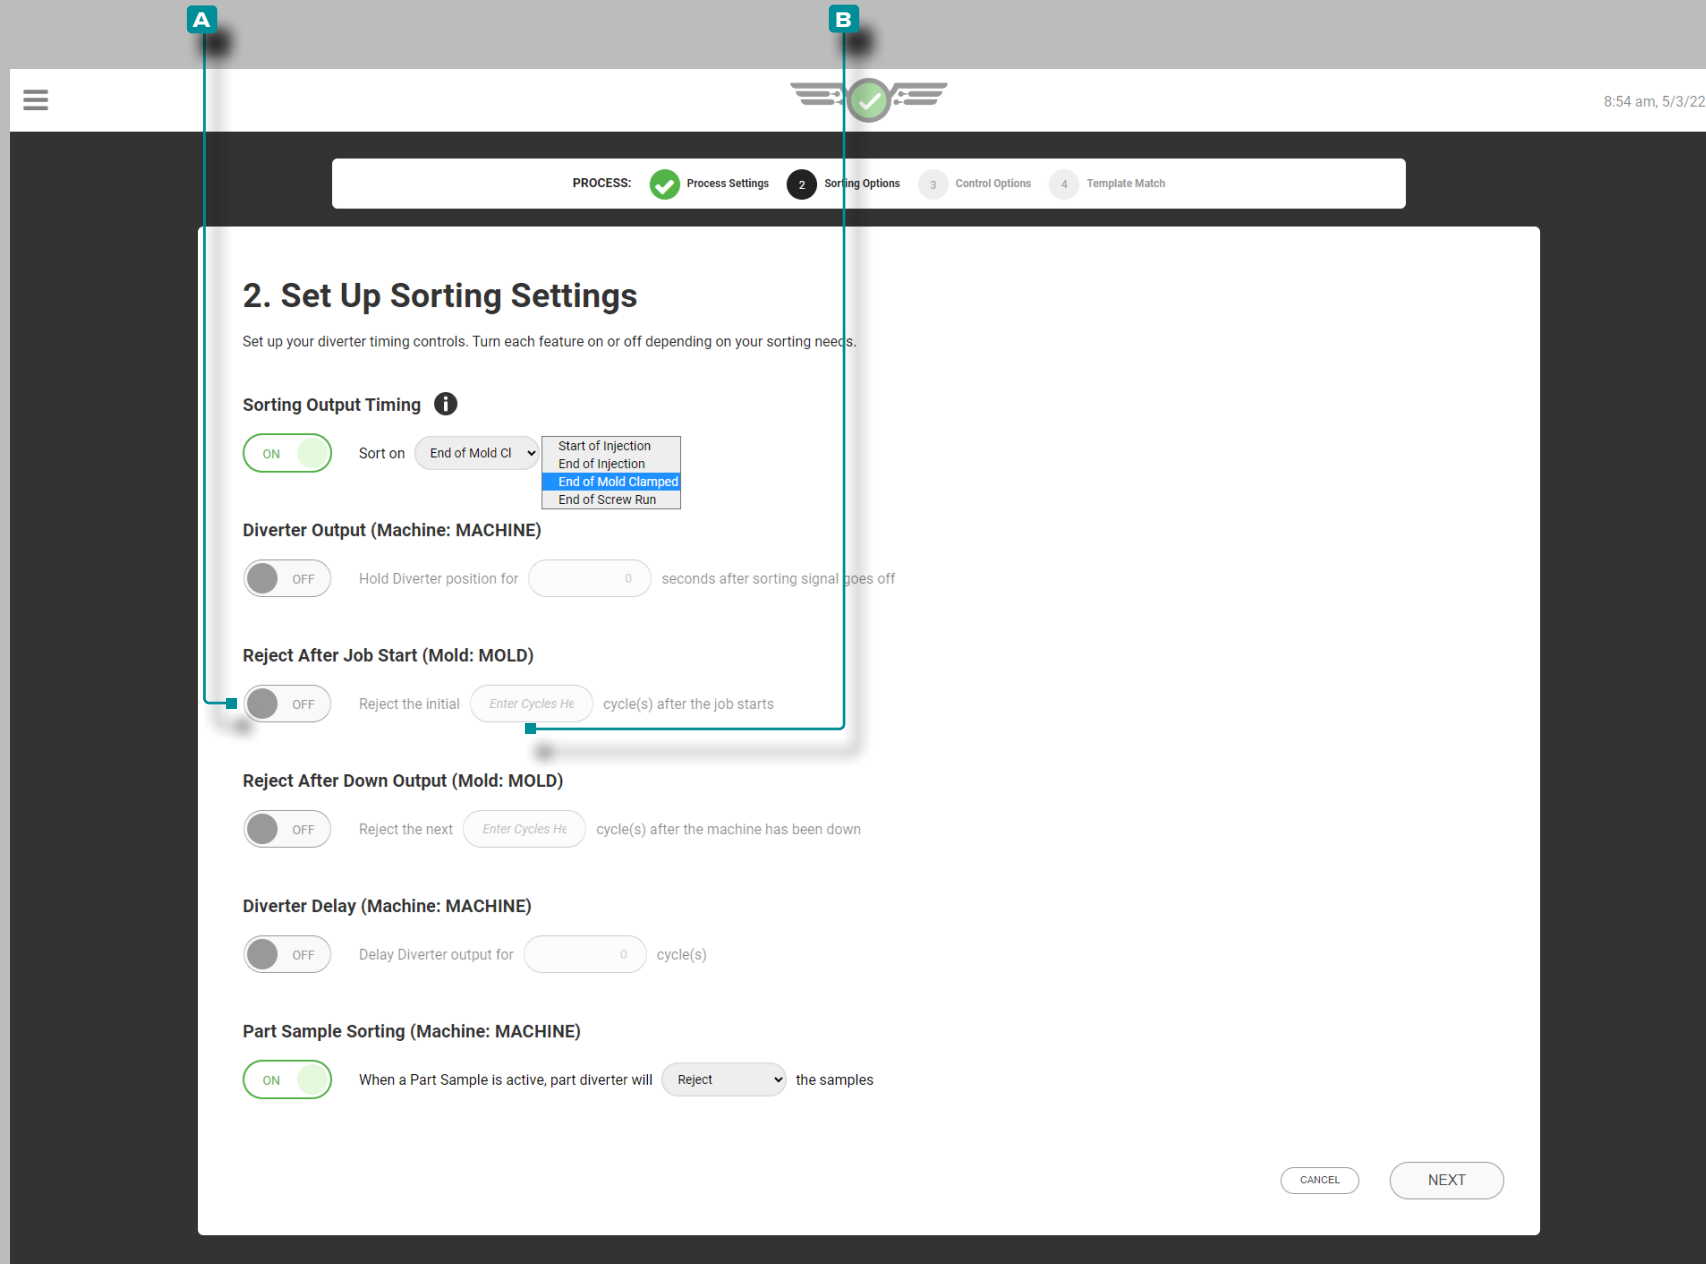 A
B
8:54 am, 5/3/22
PROCESS: Process Settings 2 Sorting Options 3 Control Options 4 Template Match
2. Set Up Sorting Settings
Set up your diverter timing controls. Turn each feature on or off depending on your sorting needs.
Sorting Output Timing i
ON Sort on End of Mold Cl
Start of Injection
End of Injection
End of Mold Clamped
End of Screw Run
Diverter Output (Machine: MACHINE)
OFF Hold Diverter position for 0 seconds after sorting signal goes off
Reject After Job Start (Mold: MOLD)
OFF Reject the initial Enter Cycles He cycle(s) after the job starts
Reject After Down Output (Mold: MOLD)
OFF Reject the next Enter Cycles He cycle(s) after the machine has been down
Diverter Delay (Machine: MACHINE)
OFF Delay Diverter output for 0 cycle(s)
Part Sample Sorting (Machine: MACHINE)
ON When a Part Sample is active, part diverter will Reject the samples
CANCEL NEXT